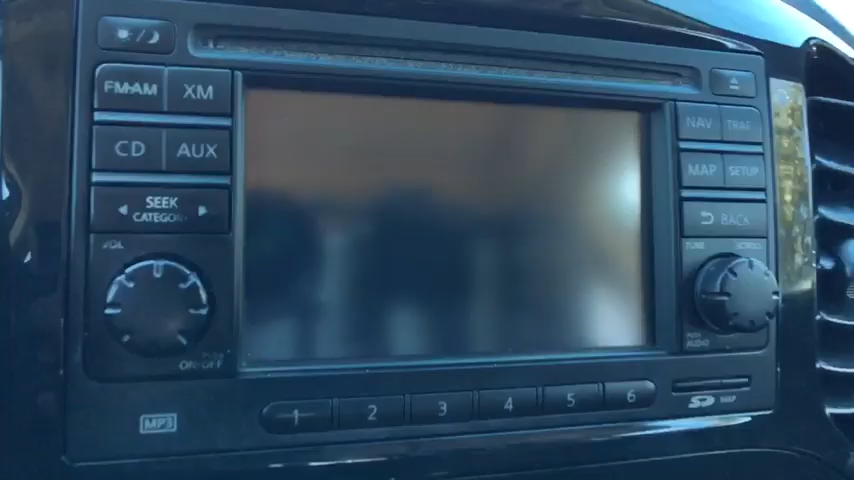 FM·AM XM
CD AUX
SEEK
CATEGORY
VOL
PUSH
ON·OFF
MP3
1 2 3 4 5 6
NAV TRAF
MAP SETUP
BACK
TUNE SCROLL
PUSH
AUDIO
SD MAP